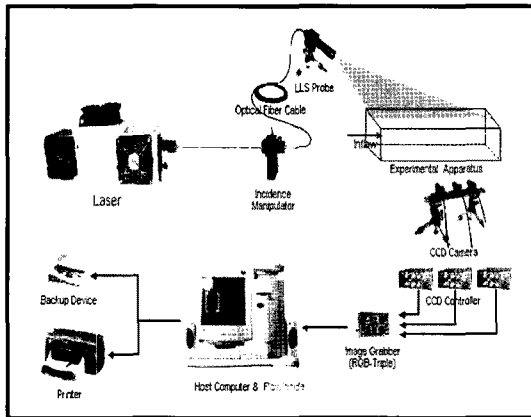 LLS Probe
Optical Fiber Cable
Inflow
Experimental Apparatus
Laser
Incidence
Manipulator
CCD Camera
Backup Device
CCD Controller
Image Grabber
(RGB-Triple)
Printer
Host Computer &